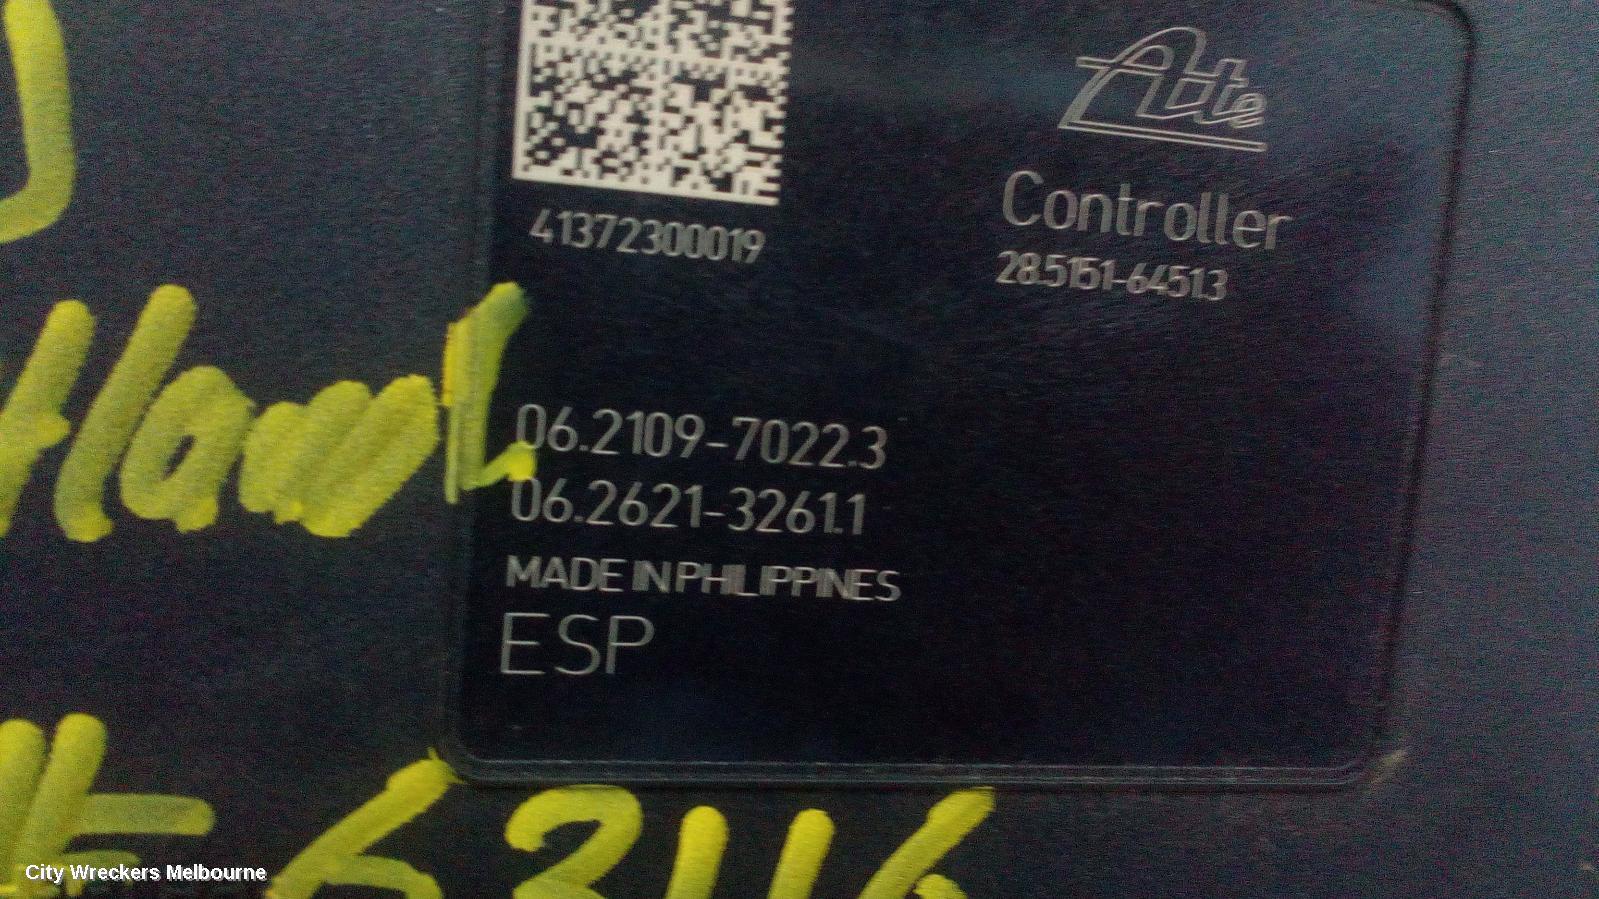 Ate
Controller
28.5151-6451.3
41372300019
06.2109-7022.3
06.2621-3261.1
MADE IN PHILIPPINES
ESP
City Wreckers Melbourne